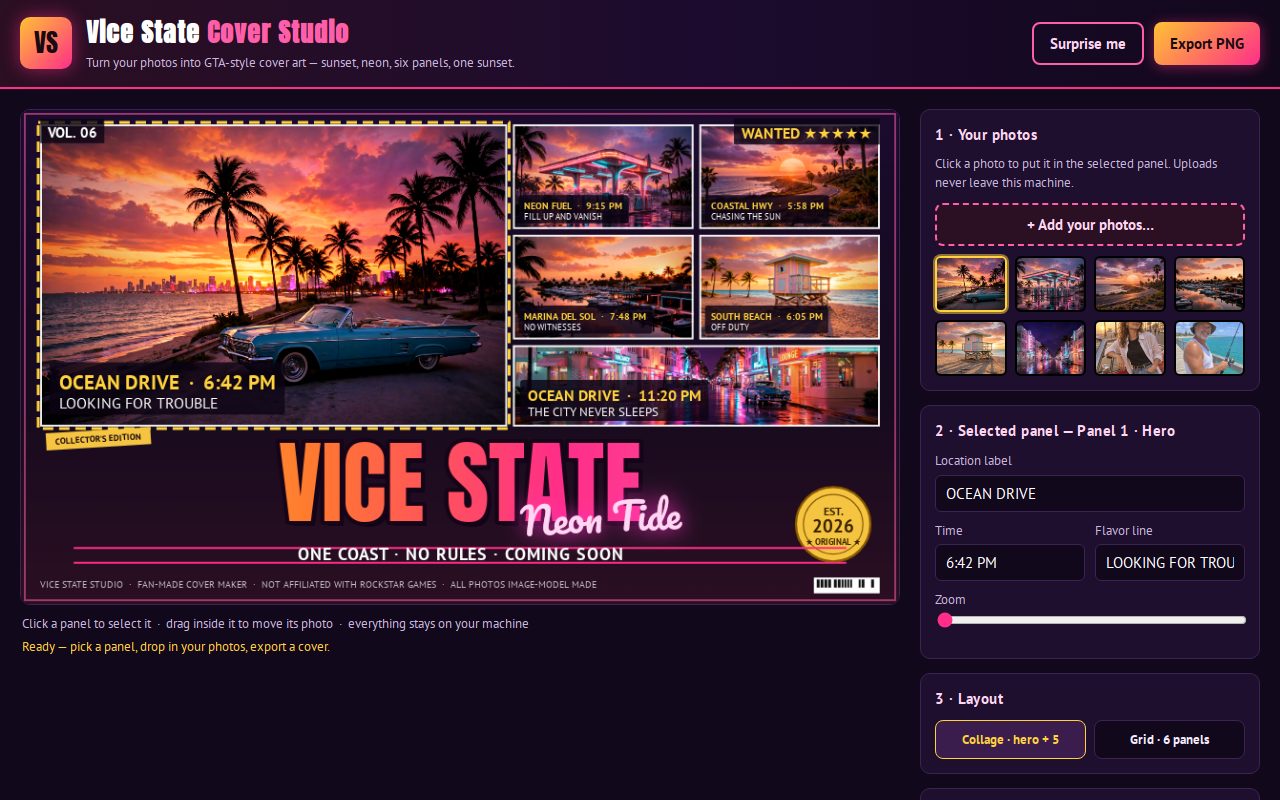 VS
Vice State Cover Studio
Turn your photos into GTA-style cover art — sunset, neon, six panels, one sunset.
Surprise me
Export PNG
VOL. 06
OCEAN DRIVE · 6:42 PM
LOOKING FOR TROUBLE
NEON FUEL · 9:15 PM
FILL UP AND VANISH
WANTED ★★★★★
COASTAL HWY · 5:58 PM
CHASING THE SUN
MARINA DEL SOL · 7:48 PM
NO WITNESSES
SOUTH BEACH · 6:05 PM
OFF DUTY
LOUNGE
OCEAN DRIVE · 11:20 PM
THE CITY NEVER SLEEPS
COLLECTOR'S EDITION
VICE STATE
Neon Tide
EST.
2026
★ ORIGINAL ★
ONE COAST · NO RULES · COMING SOON
VICE STATE STUDIO · FAN-MADE COVER MAKER · NOT AFFILIATED WITH ROCKSTAR GAMES · ALL PHOTOS IMAGE-MODEL MADE
Click a panel to select it · drag inside it to move its photo · everything stays on your machine
Ready — pick a panel, drop in your photos, export a cover.
1 · Your photos
Click a photo to put it in the selected panel. Uploads
never leave this machine.
+ Add your photos...
2 · Selected panel — Panel 1 · Hero
Location label
OCEAN DRIVE
Time
Flavor line
6:42 PM
LOOKING FOR TROU
Zoom
3 · Layout
Collage · hero + 5
Grid · 6 panels